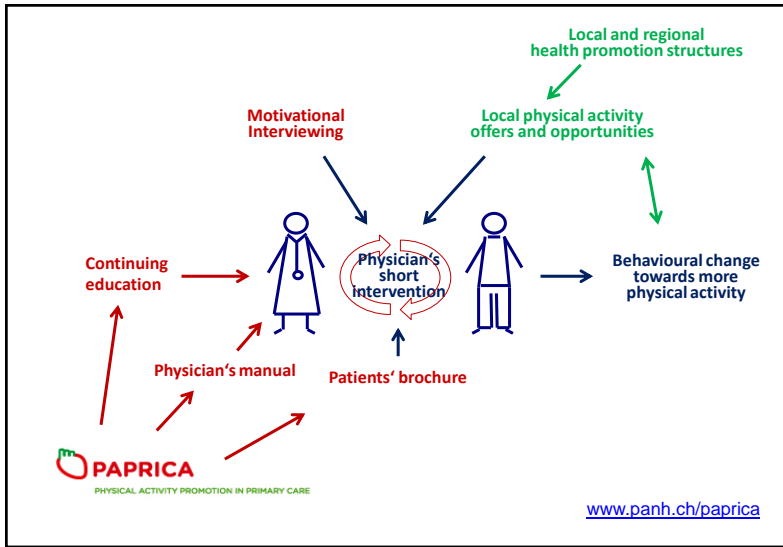 Local and regional
health promotion structures
Motivational
Interviewing
Local physical activity
offers and opportunities
Continuing
education
Physician's
short
intervention
Behavioural change
towards more
physical activity
Physician's manual
Patients' brochure
PAPRICA
PHYSICAL ACTIVITY PROMOTION IN PRIMARY CARE
www.panh.ch/paprica